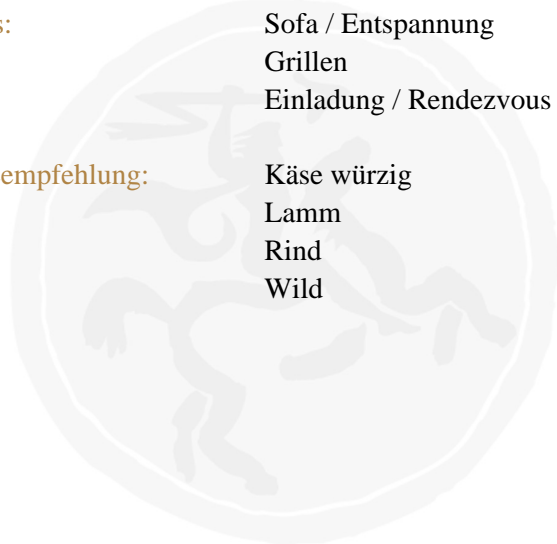 s: Sofa / Entspannung
Grillen
Einladung / Rendezvous
empfehlung: Käse würzig
Lamm
Rind
Wild